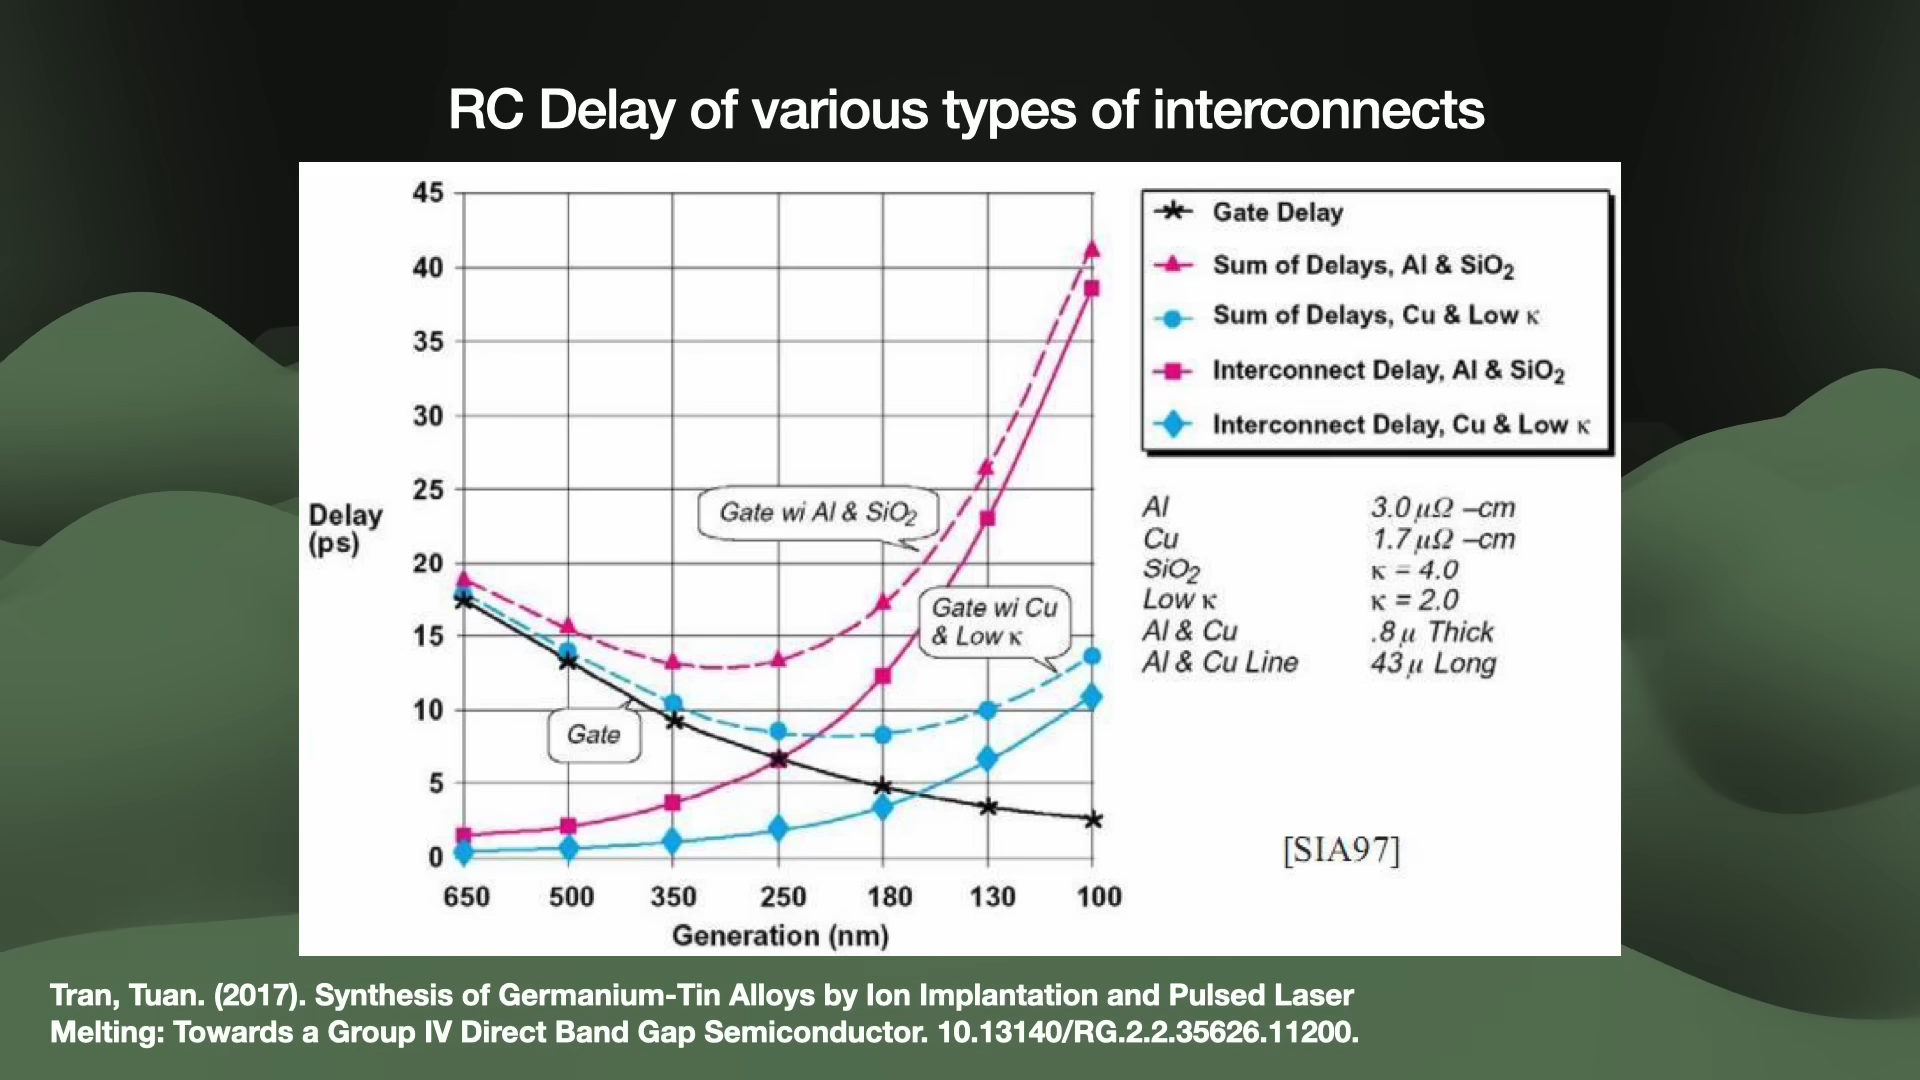 RC Delay of various types of interconnects
45
40
35
30
25
20
15
10
5
0
Delay
(ps)
650 500 350 250 180 130 100
Generation (nm)
Gate wi Al & SiO₂
Gate wi Cu
& Low κ
Gate
Gate Delay
Sum of Delays, Al & SiO₂
Sum of Delays, Cu & Low κ
Interconnect Delay, Al & SiO₂
Interconnect Delay, Cu & Low κ
Al 3.0 μΩ –cm
Cu 1.7 μΩ –cm
SiO₂ κ = 4.0
Low κ κ = 2.0
Al & Cu .8 μ Thick
Al & Cu Line 43 μ Long
[SIA97]
Tran, Tuan. (2017). Synthesis of Germanium-Tin Alloys by Ion Implantation and Pulsed Laser
Melting: Towards a Group IV Direct Band Gap Semiconductor. 10.13140/RG.2.2.35626.11200.